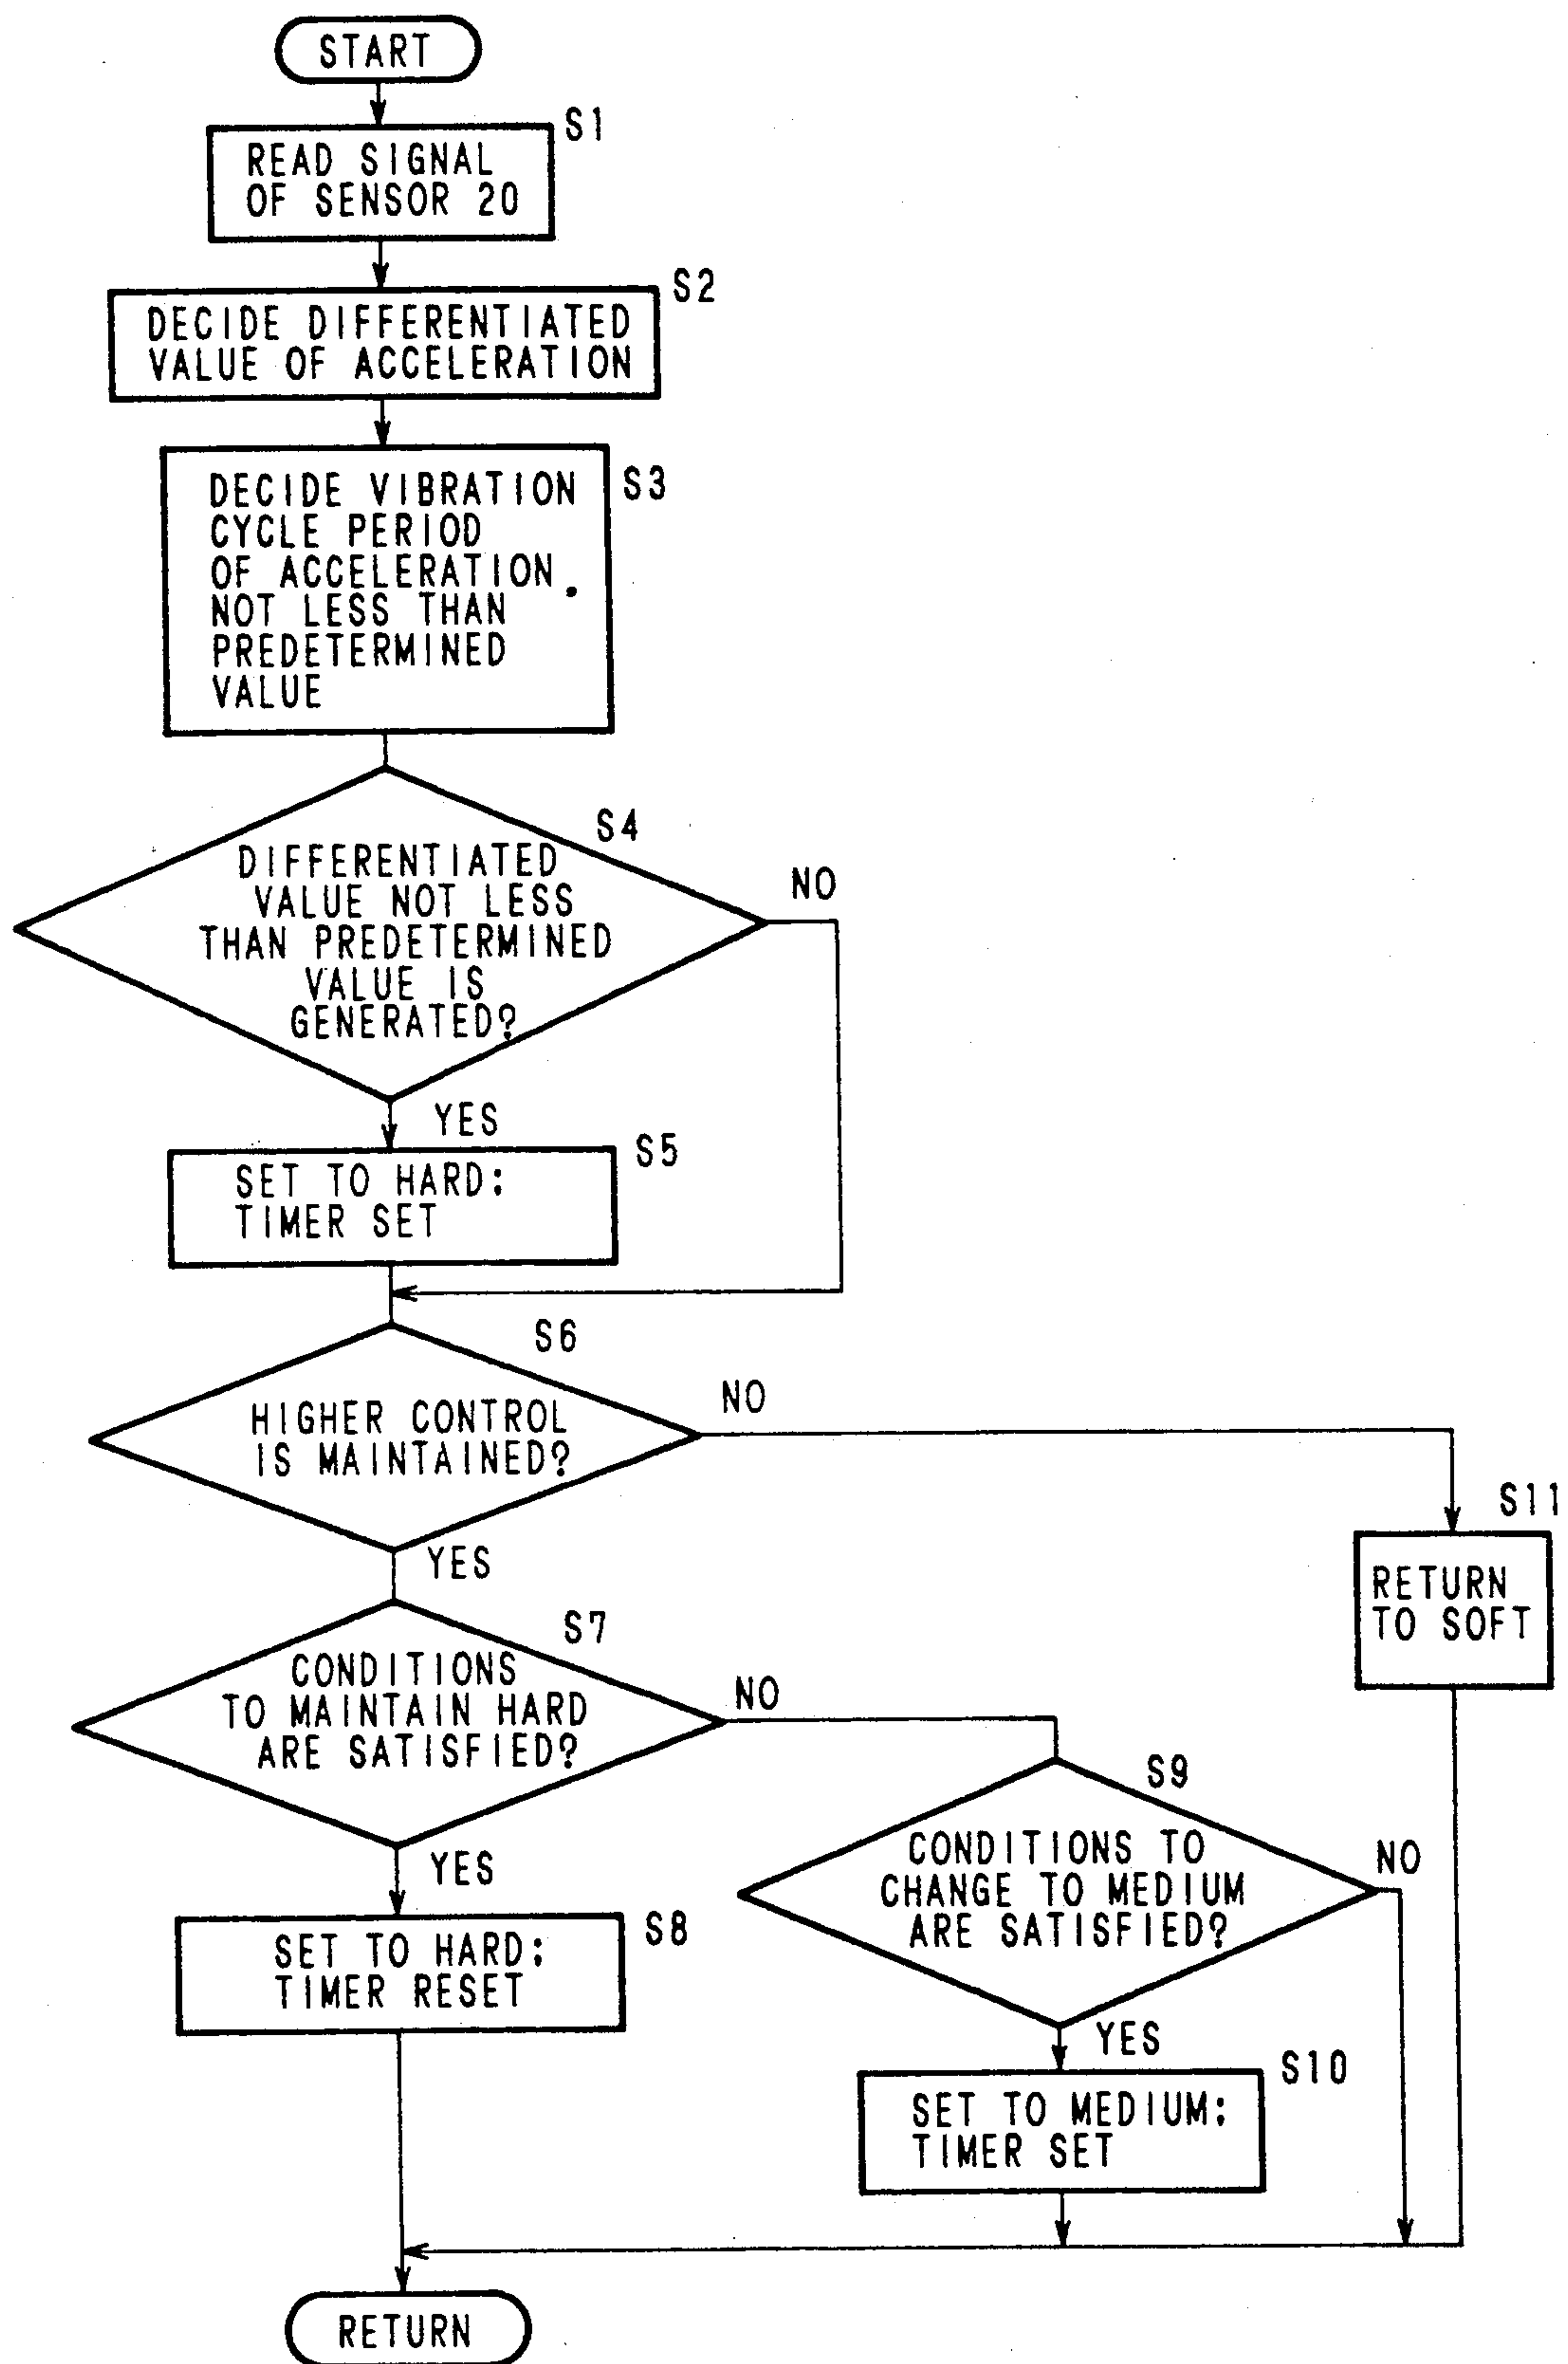 START
S1
READ SIGNAL
OF SENSOR 20
S2
DECIDE DIFFERENTIATED
VALUE OF ACCELERATION
S3
DECIDE VIBRATION
CYCLE PERIOD
OF ACCELERATION
NOT LESS THAN
PREDETERMINED
VALUE
S4
DIFFERENTIATED
VALUE NOT LESS
THAN PREDETERMINED
VALUE IS
GENERATED?
NO
YES
S5
SET TO HARD:
TIMER SET
S6
HIGHER CONTROL
IS MAINTAINED?
NO
YES
S11
RETURN
TO SOFT
S7
CONDITIONS
TO MAINTAIN HARD
ARE SATISFIED?
NO
YES
S8
SET TO HARD:
TIMER RESET
S9
CONDITIONS TO
CHANGE TO MEDIUM
ARE SATISFIED?
NO
YES
S10
SET TO MEDIUM:
TIMER SET
RETURN